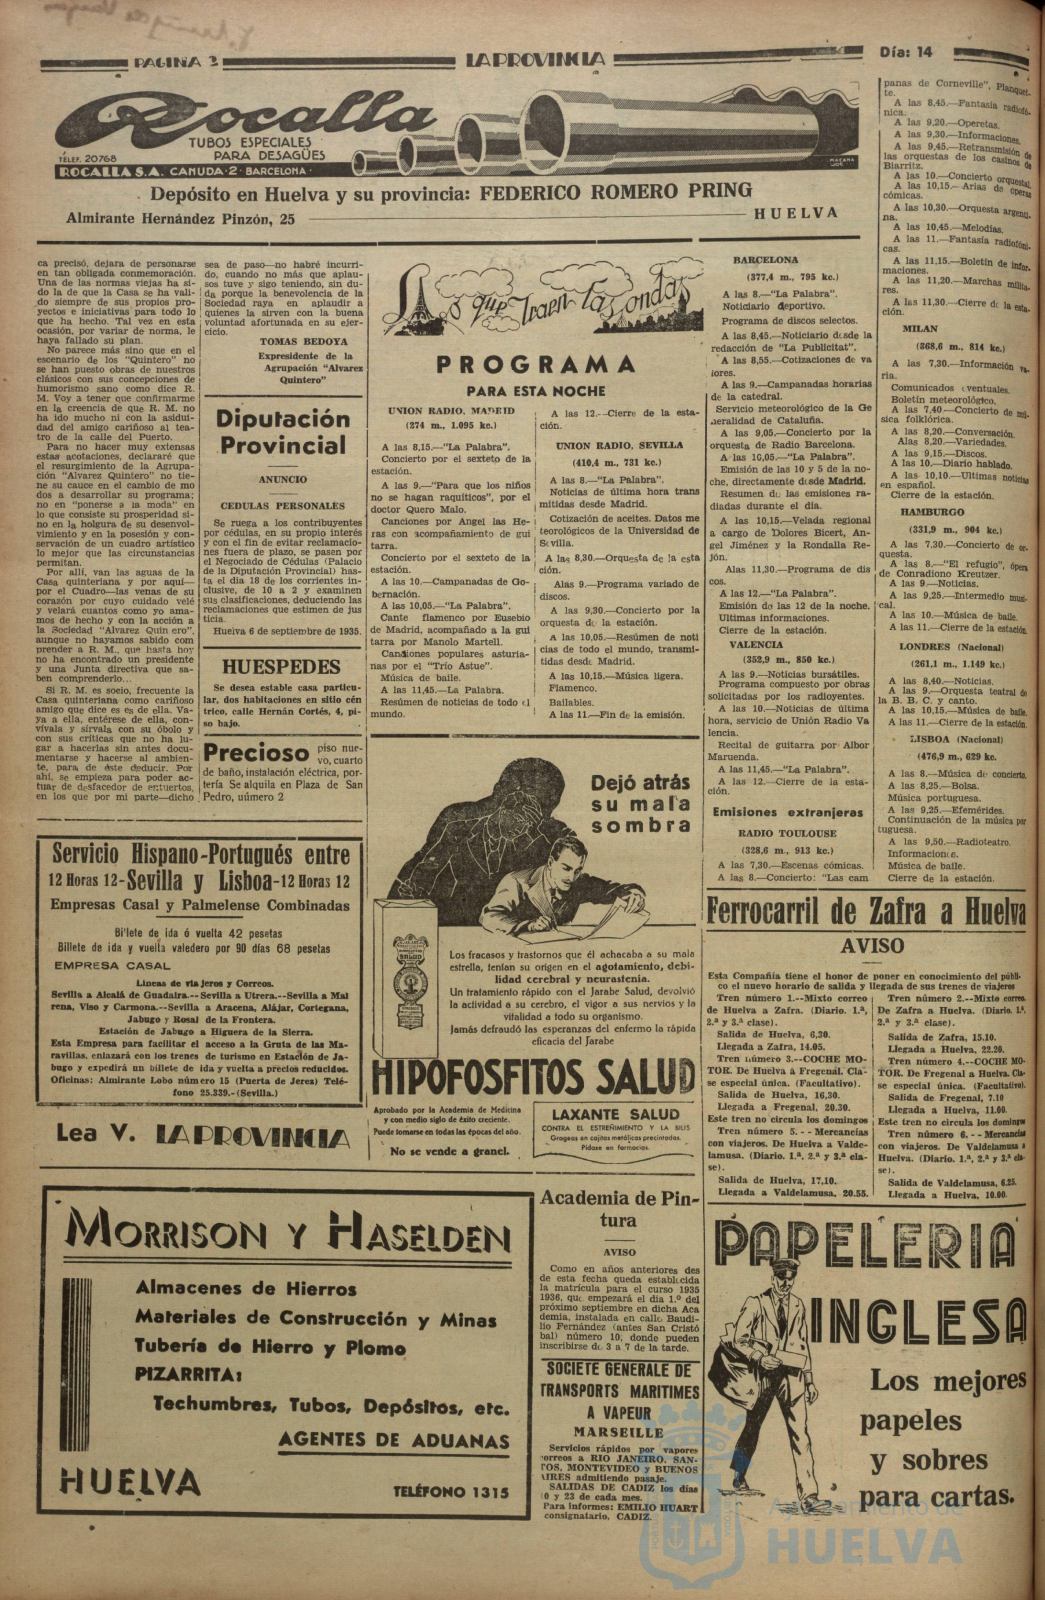 PAGINA 3
LA PROVINCIA
Día: 14
Rocalla
TUBOS ESPECIALES
PARA DESAGÜES
TELEF. 20768
ROCALLA S.A. CANUDA·2·BARCELONA·
Depósito en Huelva y su provincia: FEDERICO ROMERO PRING
Almirante Hernández Pinzón, 25
HUELVA
ca precisó, dejara de personarse
en tan obligada conmemoración.
Una de las normas viejas ha si-
do la de que la Casa se ha vali-
do siempre de sus propios pro-
yectos e iniciativas para todo lo
que ha hecho. Tal vez en esta
ocasión, por variar de norma, le
haya fallado su plan.
No parece más sino que en el
escenario de los "Quintero" no
se han puesto obras de nuestros
clásicos con sus concepciones de
humorismo sano como dice R.
M. Voy a tener que confirmarme
en la creencia de que R. M. no
ha ido mucho ni con la asidui-
dad del amigo cariñoso al tea-
tro de la calle del Puerto.
Para no hacer muy extensas
estas acotaciones, declararé que
el resurgimiento de la Agrupa-
ción "Alvarez Quintero" no tie-
ne su cauce en el cambio de mo
dos a desarrollar su programa;
no en "ponerse a la moda" en
lo que consiste su prosperidad si-
no en la holgura de su desenvol-
vimiento y en la posesión y con-
servación de un cuadro artístico
lo mejor que las circunstancias
permitan.
Por allí, van las aguas de la
Casa quinteriana y por aquí—
por el Cuadro—las venas de su
corazón por cuyo cuidado velé
y velará cuantos como yo ama-
mos de hecho y con la acción a
la Sociedad "Alvarez Quin ero",
aunque no hayamos sabido com
prender a R. M., que hasta hoy
no ha encontrado un presidente
y una Junta directiva que sa-
ben comprenderlo...
Si R. M. es socio, frecuente la
Casa quinteriana como cariñoso
amigo que dice es de ella. Va-
ya a ella, entérese de ella, con-
vívala y sírvala con su óbolo y
con sus críticas que no ha lu-
gar a hacerlas sin antes docu-
mentarse y hacerse al ambien-
te, para de éste deducir. Por
ahí, se empieza para poder ac-
tuar de desfacedor de entuertos,
en los que por mi parte—dicho
sea de paso—no habré incurri-
do, cuando no más que aplau-
sos tuve y sigo teniendo, sin du-
da porque la benevolencia de la
Sociedad raya en aplaudir a
quienes la sirven con la buena
voluntad afortunada en su ejer-
cicio.
TOMAS BEDOYA
Expresidente de la
Agrupación "Alvarez
Quintero"
Diputación
Provincial
ANUNCIO
CEDULAS PERSONALES
Se ruega a los contribuyentes
por cédulas, en su propio interés
y con el fin de evitar reclamacio-
nes fuera de plazo, se pasen por
el Negociado de Cédulas (Palacio
de la Diputación Provincial) has-
ta el día 18 de los corrientes in-
clusive, de 10 a 2 y examinen
sus clasificaciones, deduciendo las
reclamaciones que estimen de jus
ticia.
Huelva 6 de septiembre de 1935.
HUESPEDES
Se desea estable casa particu-
lar, dos habitaciones en sitio cén
trico, calle Hernán Cortés, 4, pi-
so bajo.
Precioso piso nue-
vo, cuarto
de baño, instalación eléctrica, por-
tería Se alquila en Plaza de San
Pedro, uúmero 2
Lo que traen las ondas
PROGRAMA
PARA ESTA NOCHE
UNION RADIO, MADRID
(274 m., 1.095 kc.)
A las 8,15.—"La Palabra".
Concierto por el sexteto de la
estación.
A las 9.—"Para que los niños
no se hagan raquíticos", por el
doctor Quero Malo.
Canciones por Angel las He-
ras con acompañamiento de gui
tarra.
Concierto por el sexteto de la
estación.
A las 10.—Campanadas de Go-
bernación.
A las 10,05.—"La Palabra".
Cante flamenco por Eusebio
de Madrid, acompañado a la gui
tarra por Manolo Martell.
Canciones populares asturia-
nas por el "Trío Astue".
Música de baile.
A las 11,45.—La Palabra.
Resúmen de noticias de todo el
mundo.
A las 12.—Cierre de la esta-
ción.
UNION RADIO, SEVILLA
(410,4 m., 731 kc.)
A las 8.—"La Palabra".
Noticias de última hora trans
mitidas desde Madrid.
Cotización de aceites. Datos me
teorológicos de la Universidad de
Sevilla.
A las 8,30.—Orquesta de la esta
ción.
Alas 9.—Programa variado de
discos.
A las 9,30.—Concierto por la
orquesta de la estación.
A las 10,05.—Resúmen de noti
cias de todo el mundo, transmi-
tidas desde Madrid.
A las 10,15.—Música ligera.
Flamenco.
Bailables.
A las 11.—Fin de la emisión.
BARCELONA
(377,4 m., 795 kc.)
A las 8.—"La Palabra".
Noticiario deportivo.
Programa de discos selectos.
A las 8,45.—Noticiario desde la
redacción de "La Publicitat".
A las 8,55.—Cotizaciones de va
lores.
A las 9.—Campanadas horarias
de la catedral.
Servicio meteorológico de la Ge
neralidad de Cataluña.
A las 9,05.—Concierto por la
orquesta de Radio Barcelona.
A las 10,05.—"La Palabra".
Emisión de las 10 y 5 de la no-
che, directamente desde Madrid.
Resumen de las emisiones ra-
diadas durante el día.
A las 10,15.—Velada regional
a cargo de Dolores Bicert, An-
gel Jiménez y la Rondalla Re-
jón.
Alas 11,30.—Programa de dis
cos.
A las 12.—"La Palabra".
Emisión de las 12 de la noche.
Ultimas informaciones.
Cierre de la estación.
VALENCIA
(352,9 m., 850 kc.)
A las 9.—Noticias bursátiles.
Programa compuesto por obras
solicitadas por los radioyentes.
A las 10.—Noticias de última
hora, servicio de Unión Radio Va
lencia.
Recital de guitarra por Albor
Maruenda.
A las 11,45.—"La Palabra".
A las 12.—Cierre de la esta-
ción.
Emisiones extranjeras
RADIO TOULOUSE
(328,6 m., 913 kc.)
A las 7,30.—Escenas cómicas.
A las 8.—Concierto: "Las cam
panas de Corneville", Planquet-
te.
A las 8,45.—Fantasía radiofó-
nica.
A las 9,20.—Operetas.
A las 9,30.—Informaciones.
A las 9,45.—Retransmisión de
las orquestas de los casinos de
Biarritz.
A las 10.—Concierto orquestal.
A las 10,15.—Arias de óperas
cómicas.
A las 10,30.—Orquesta argenti-
na.
A las 10,45.—Melodías.
A las 11.—Fantasía radiofóni-
cas.
A las 11,15.—Boletín de infor-
maciones.
A las 11,20.—Marchas milita-
res.
A las 11,30.—Cierre de la esta-
ción.
MILAN
(368,6 m., 814 kc.)
A las 7,30.—Información va-
ria.
Comunicados eventuales.
Boletín meteorológico.
A las 7,40.—Concierto de mú-
sica folklórica.
A las 8,20.—Conversación.
Alas 8,20.—Variedades.
A las 9,15.—Discos.
A las 10.—Diario hablado.
A las 10,10.—Ultimas noticias
en español.
Cierre de la estación.
HAMBURGO
(331,9 m., 904 kc.)
A las 7,30.—Concierto de or-
questa.
A las 8.—"El refugio", ópera
de Conradiono Kreutzer.
A las 9.—Noticias.
A las 9,25.—Intermedio musi-
cal.
A las 10.—Música de baile.
A las 11.—Cierre de la estación
LONDRES (Nacional)
(261,1 m., 1.149 kc.)
A las 8,40.—Noticias.
A las 9.—Orquesta teatral de
la B. B. C. y canto.
A las 10,15.—Música de baile.
A las 11.—Cierre de la estación.
LISBOA (Nacional)
(476,9 m., 629 kc.
A las 8.—Música de concierto.
A las 8,25.—Bolsa.
Música portuguesa.
A las 9,25.—Efemérides.
Continuación de la música por
tuguesa.
A las 9,50.—Radioteatro.
Informaciones.
Música de baile.
Cierre de la estación.
Servicio Hispano-Portugués entre
12 Horas 12-Sevilla y Lisboa-12 Horas 12
Empresas Casal y Palmelense Combinadas
Billete de ida ó vuelta 42 pesetas
Billete de ida y vuelta valedero por 90 días 68 pesetas
EMPRESA CASAL
Líneas de viajeros y Correos.
Sevilla a Alcalá de Guadaira.--Sevilla a Utrera.--Sevilla a Mai
rena, Viso y Carmona.--Sevilla a Aracena, Alájar, Cortegana,
Jabugo y Rosal de la Frontera.
Estación de Jabugo a Higuera de la Sierra.
Esta Empresa para facilitar el acceso a la Gruta de las Ma-
ravillas, enlazará con los trenes de turismo en Estación de Ja-
bugo y expedirá un billete de ida y vuelta a precios reducidos.
Oficinas: Almirante Lobo número 15 (Puerta de Jerez) Telé-
fono 25.339.-(Sevilla.)
Lea V. LA PROVINCIA
Dejó atrás
su mala
sombra
SALUD
Los fracasos y trastornos que él achacaba a su mala
estrella, tenían su origen en el agotamiento, debi-
lidad cerebral y neurastenia.
Un tratamiento rápido con el Jarabe Salud, devolvió
la actividad a su cerebro, el vigor a sus nervios y la
vitalidad a todo su organismo.
Jamás defraudó las esperanzas del enfermo la rápida
eficacia del Jarabe
HIPOFOSFITOS SALUD
Aprobado por la Academia de Medicina
y con medio siglo de éxito creciente.
Puede tomarse en todas las épocas del año.
No se vende a granel.
LAXANTE SALUD
CONTRA EL ESTREÑIMIENTO Y LA BILIS
Grageas en cajitas metálicas precintadas.
Pídase en farmacias.
Ferrocarril de Zafra a Huelva
AVISO
Esta Compañía tiene el honor de poner en conocimiento del públi-
co el nuevo horario de salida y llegada de sus trenes de viajeros
Tren número 1.--Mixto correo
de Huelva a Zafra. (Diario. 1.ª,
2.ª y 3.ª clase).
Salida de Huelva, 6,30.
Llegada a Zafra, 14.05.
Tren número 3.---COCHE MO-
TOR. De Huelva a Fregenal. Cla-
se especial única. (Facultativo).
Salida de Huelva, 16,30.
Llegada a Fregenal, 20.30.
Este tren no circula los domingos
Tren número 5. - - Mercancías
con viajeros. De Huelva a Valde-
lamusa. (Diario. 1.ª, 2.ª y 3.ª cla-
se).
Salida de Huelva, 17,10.
Llegada a Valdelamusa, 20.55.
Tren número 2.--Mixto correo.
De Zafra a Huelva. (Diario. 1.ª,
2.ª y 3.ª clase).
Salida de Zafra, 15.10.
Llegada a Huelva, 22.20.
Tren número 4.---COCHE MO-
TOR. De Fregenal a Huelva. Cla-
se especial única. (Facultativo).
Salida de Fregenal, 7.10
Llegada a Huelva, 11.00.
Este tren no circula los domingos
Tren número 6. - - Mercancías
con viajeros. De Valdelamusa a
Huelva. (Diario. 1.ª, 2.ª y 3.ª cla-
se).
Salida de Valdelamusa, 6.25.
Llegada a Huelva, 10.00.
MORRISON Y HASELDEN
Almacenes de Hierros
Materiales de Construcción y Minas
Tubería de Hierro y Plomo
PIZARRITA:
Techumbres, Tubos, Depósitos, etc.
AGENTES DE ADUANAS
HUELVA
TELÉFONO 1315
Academia de Pin-
tura
AVISO
Como en años anteriores des
de esta fecha queda establecida
la matrícula para el curso 1935
1936, que empezará el día 1.º del
próximo septiembre en dicha Aca
demia, instalada en calle Baudi-
lio Fernández (antes San Cristó
bal) número 10, donde pueden
inscribirse de 3 a 7 de la tarde.
SOCIETE GENERALE DE
TRANSPORTS MARITIMES
A VAPEUR
MARSEILLE
Servicios rápidos por vapores
correos a RIO JANEIRO, SAN-
TOS, MONTEVIDEO y BUENOS
AIRES admitiendo pasaje.
SALIDAS DE CADIZ los días
10 y 23 de cada mes.
Para informes: EMILIO HUART
consignatario, CADIZ.
PAPELERIA
INGLESA
Los mejores
papeles
y sobres
para cartas.
Ayuntamiento de
HUELVA